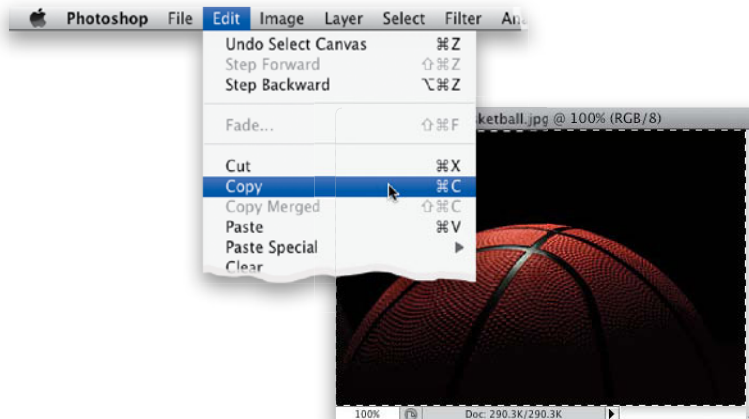 Photoshop File Edit Image Layer Select Filter
Undo Select Canvas ⌘Z
Step Forward ⇧⌘Z
Step Backward ⌥⌘Z
Fade... ⇧⌘F
Cut ⌘X
Copy ⌘C
Copy Merged ⇧⌘C
Paste ⌘V
Paste Special ▶
Clear
ketball.jpg @ 100% (RGB/8)
100% Doc: 290.3K/290.3K